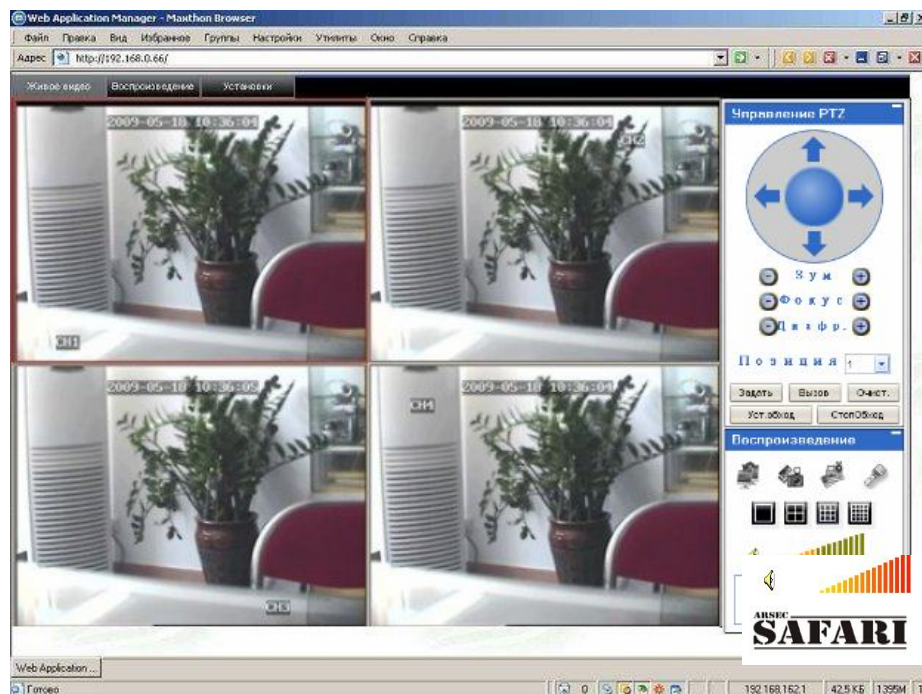 Web Application Manager - Maxthon Browser
Файл Правка Вид Избранное Группы Настройки Утилиты Окно Справка
Адрес http://192.168.0.66/
Живое видео Воспроизведение Установки
2009-05-18 10:36:04
CH1
2009-05-18 10:36:04
CH2
2009-05-18 10:36:05
CH3
2009-05-18 10:36:04
CH4
Управление PTZ
Зум
Фокус
Диафр.
Позиция 1
Задать Вызов Очист.
Уст.обход СтопОбход
Воспроизведение
ARSEC
SAFARI
Web Application ...
Готово 0 192.168.162.1 42.5 КБ 1395M